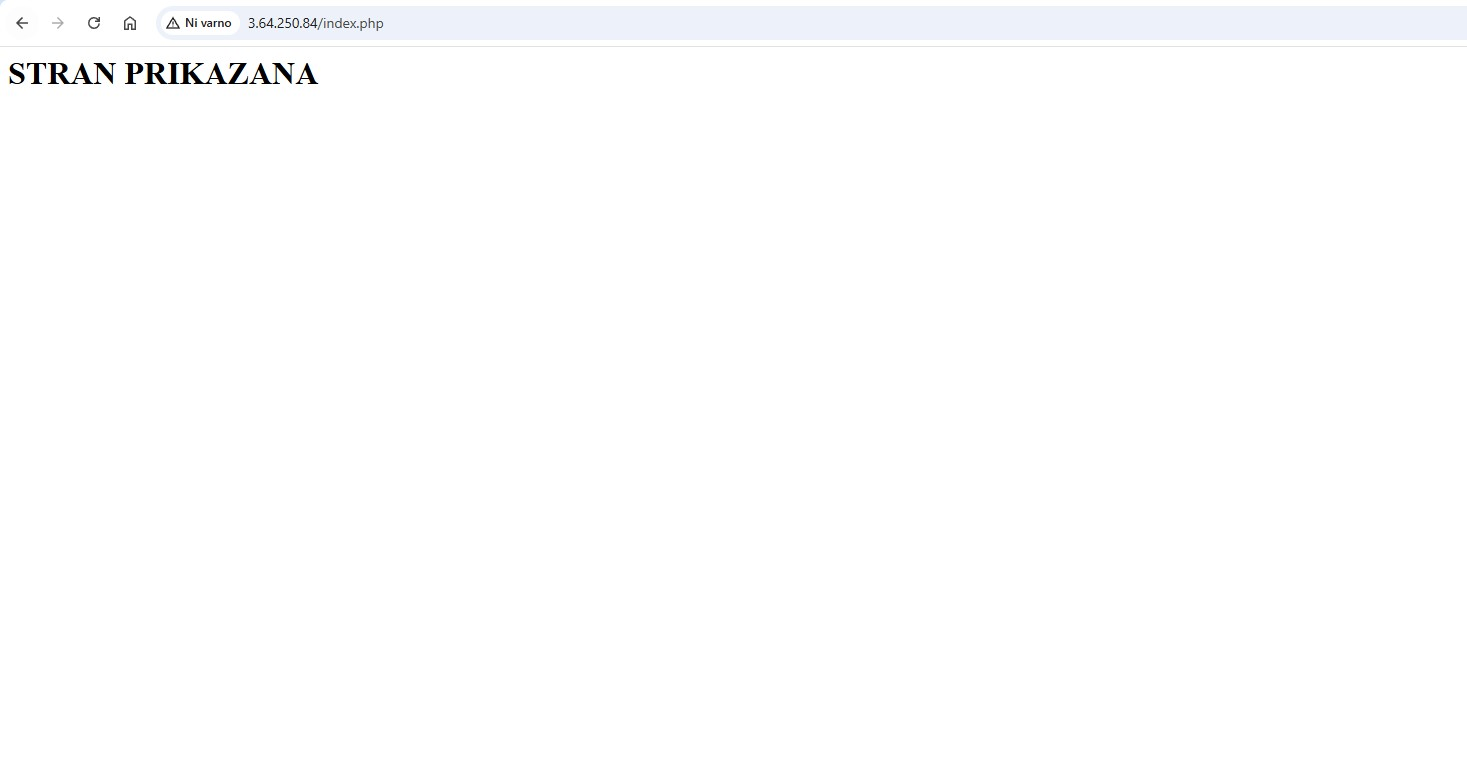 Ni varno 3.64.250.84/index.php
STRAN PRIKAZANA